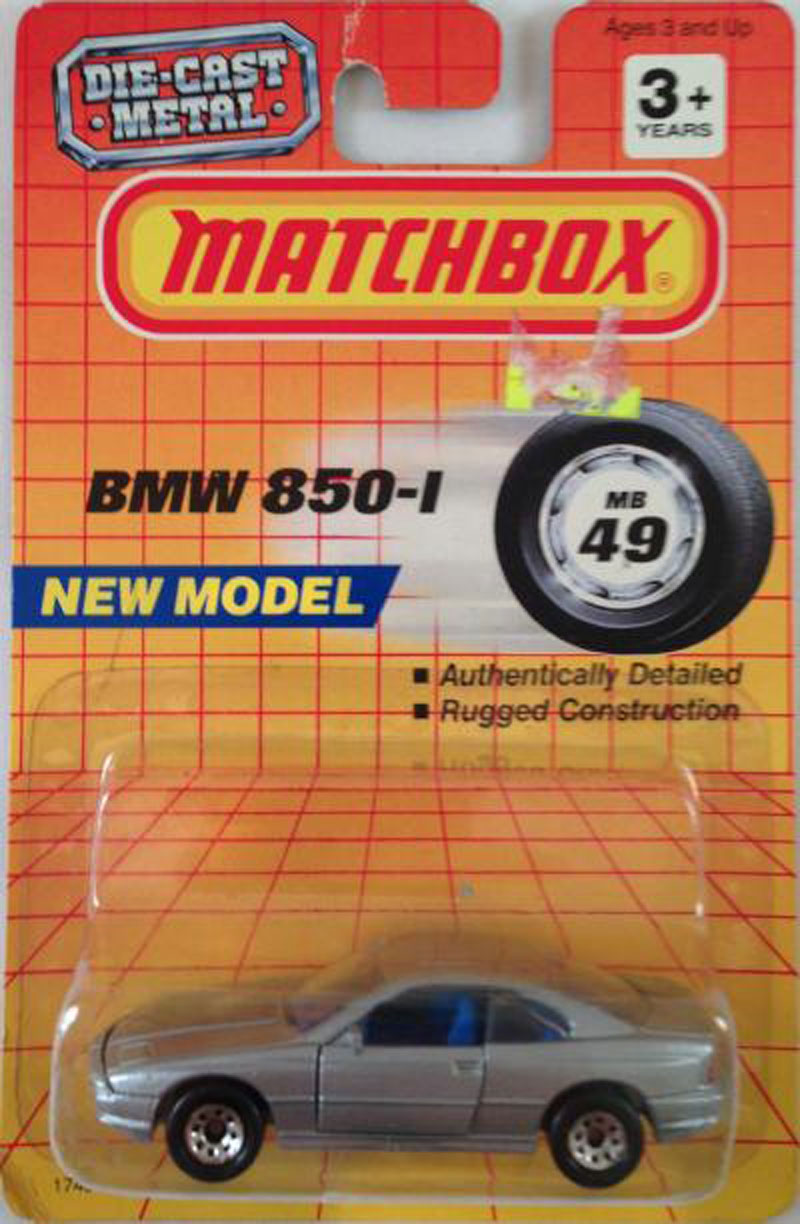 Ages 3 and Up
DIE-CAST
•METAL•
3+
YEARS
MATCHBOX®
BMW 850-I
MB
49
NEW MODEL
■ Authentically Detailed
■ Rugged Construction